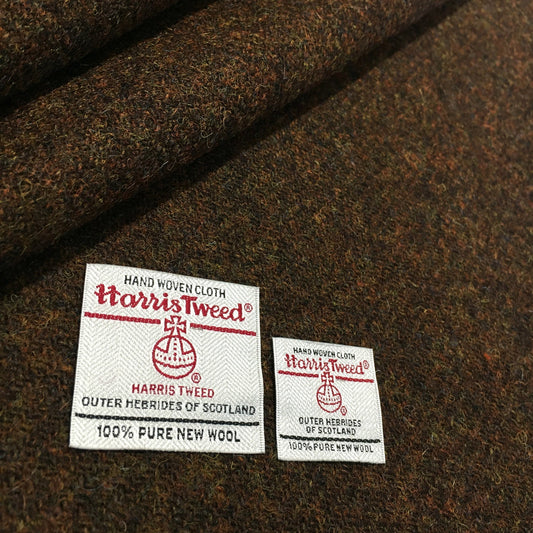 HAND WOVEN CLOTH
Harris Tweed®
®
HARRIS TWEED
OUTER HEBRIDES OF SCOTLAND
100% PURE NEW WOOL
HAND WOVEN CLOTH
Harris Tweed®
®
OUTER HEBRIDES
OF SCOTLAND
100% PURE NEW WOOL